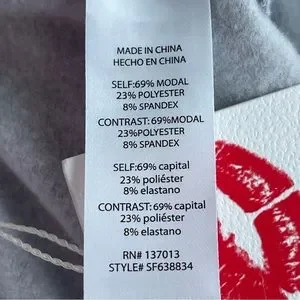 MADE IN CHINA
HECHO EN CHINA
SELF:69% MODAL
23% POLYESTER
8% SPANDEX
CONTRAST:69%MODAL
23%POLYESTER
8% SPANDEX
SELF:69% capital
23% poliéster
8% elastano
CONTRAST: 69% capital
23% poliéster
8% elastano
RN# 137013
STYLE# SF638834